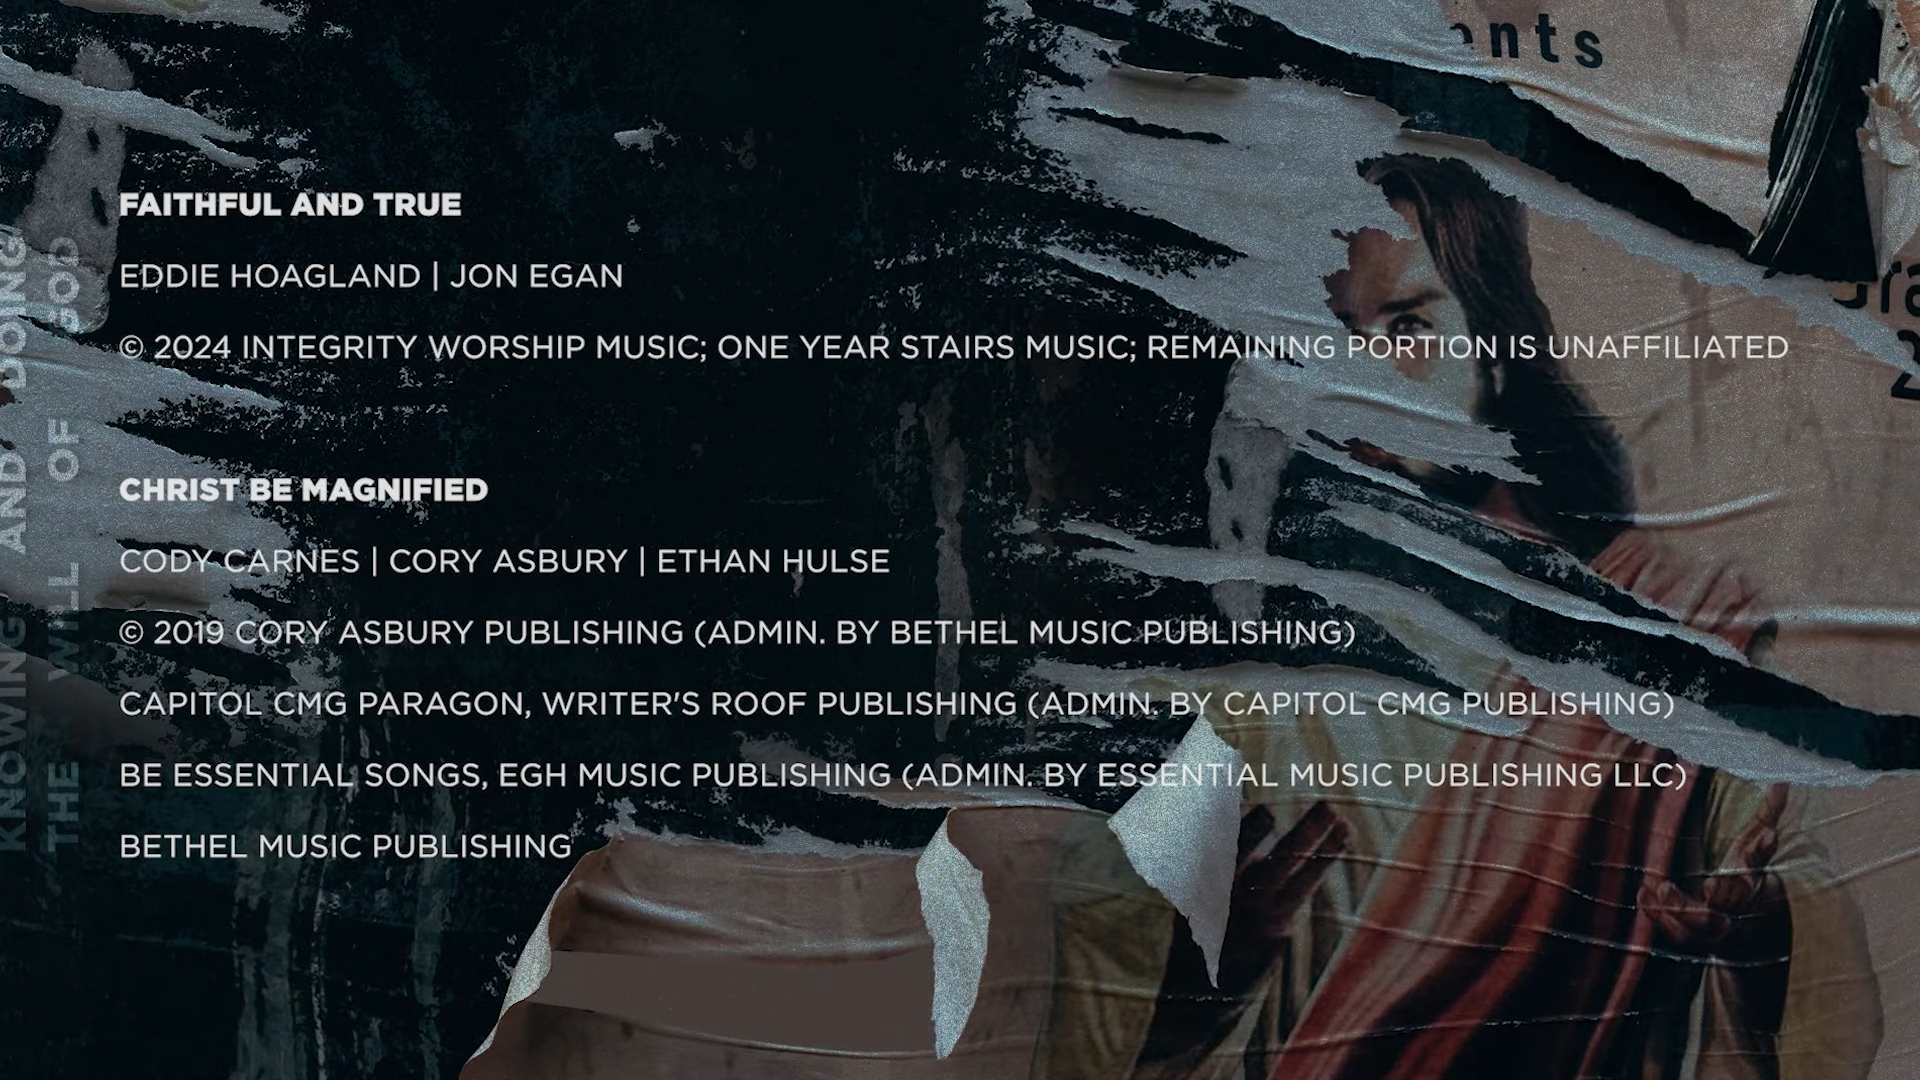 FAITHFUL AND TRUE
EDDIE HOAGLAND | JON EGAN
© 2024 INTEGRITY WORSHIP MUSIC; ONE YEAR STAIRS MUSIC; REMAINING PORTION IS UNAFFILIATED
CHRIST BE MAGNIFIED
CODY CARNES | CORY ASBURY | ETHAN HULSE
© 2019 CORY ASBURY PUBLISHING (ADMIN. BY BETHEL MUSIC PUBLISHING)
CAPITOL CMG PARAGON, WRITER'S ROOF PUBLISHING (ADMIN. BY CAPITOL CMG PUBLISHING)
BE ESSENTIAL SONGS, EGH MUSIC PUBLISHING (ADMIN. BY ESSENTIAL MUSIC PUBLISHING LLC)
BETHEL MUSIC PUBLISHING
KNOWING AND DOING
THE WILL OF GOD